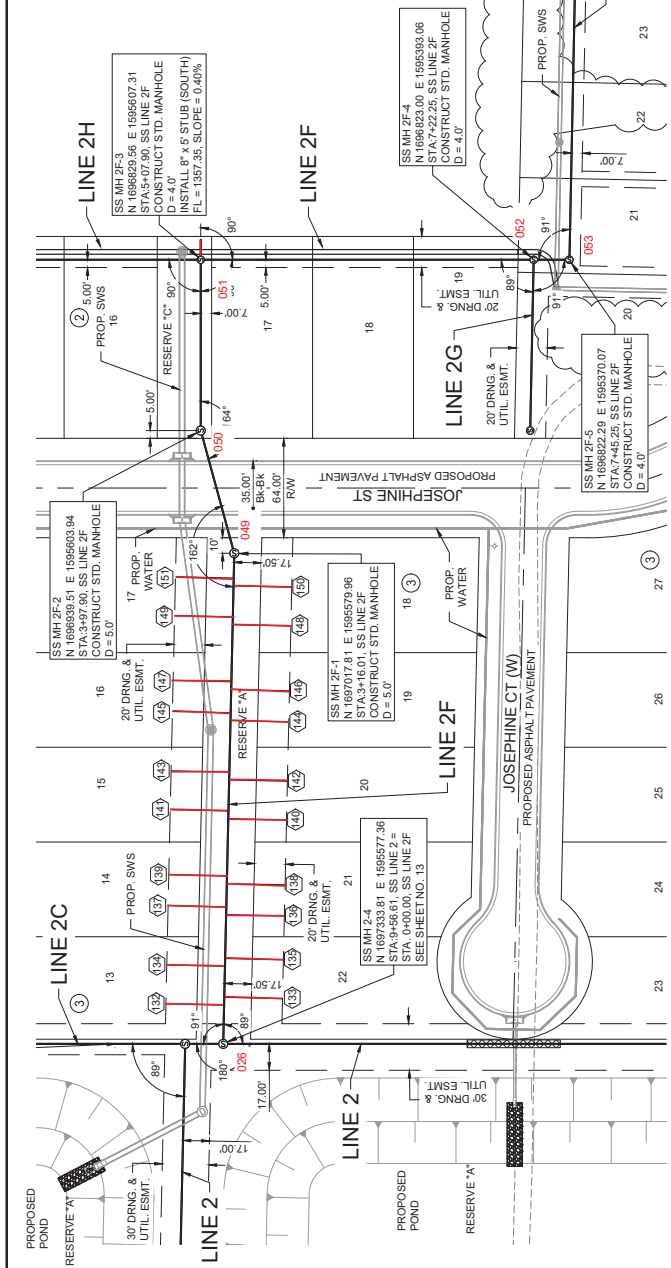 SS MH 2F-3
N 1696829.56 E 1595607.31
STA:5+07.90, SS LINE 2F
CONSTRUCT STD. MANHOLE
D = 4.0'
INSTALL 8" x 5' STUB (SOUTH)
FL = 1357.35, SLOPE = 0.40%
LINE 2H
LINE 2F
SS MH 2F-4
N 1696823.00 E 1595393.06
STA:7+22.25, SS LINE 2F
CONSTRUCT STD. MANHOLE
D = 4.0'
PROP. SWS
23
22
21
7.00'
90°
90°
051
5.00'
5.00'
2
PROP. SWS
16
RESERVE "C"
7.00'
17
18
19
20' DRNG. &
UTIL. ESMT.
052
91°
89°
91°
053
20
LINE 2G
20' DRNG. &
UTIL. ESMT.
5.00'
64°
050
SS MH 2F-5
N 1696822.29 E 1595370.07
STA:7+45.25, SS LINE 2F
CONSTRUCT STD. MANHOLE
D = 4.0'
SS MH 2F-2
N 1696939.51 E 1595603.94
STA:3+97.90, SS LINE 2F
CONSTRUCT STD. MANHOLE
D = 5.0'
35.00'
Bk-Bk
64.00'
R/W
PROPOSED ASPHALT PAVEMENT
JOSEPHINE ST
162°
10'
049
17.50'
17
PROP.
WATER
151
149
150
148
18
3
PROP.
WATER
3
27
SS MH 2F-1
N 1697017.81 E 1595579.96
STA:3+16.01, SS LINE 2F
CONSTRUCT STD. MANHOLE
D = 5.0'
16
20' DRNG. &
UTIL. ESMT.
147
145
146
144
RESERVE "A"
19
JOSEPHINE CT (W)
PROPOSED ASPHALT PAVEMENT
26
15
143
141
142
140
20
LINE 2F
25
14
139
137
PROP. SWS
138
136
20' DRNG. &
UTIL. ESMT.
21
24
SS MH 2-4
N 1697333.81 E 1595577.36
STA:9+56.61, SS LINE 2 =
STA. 0+00.00, SS LINE 2F
SEE SHEET NO. 13
LINE 2C
3
13
134
132
135
133
17.50'
22
23
91°
89°
89°
180°
026
17.00'
LINE 2
30' DRNG. &
UTIL. ESMT.
PROPOSED
POND
RESERVE "A"
30' DRNG. &
UTIL. ESMT.
17.00'
LINE 2
PROPOSED
POND
RESERVE "A"